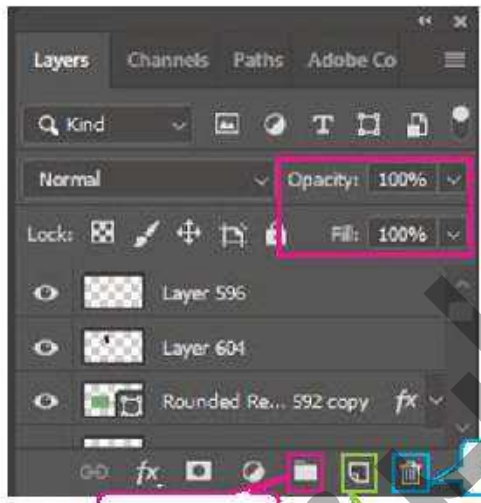 Layers Channels Paths Adobe Co
Kind
Normal Opacity: 100%
Lock: Fill: 100%
Layer 596
Layer 604
Rounded Re... 592 copy fx
fx